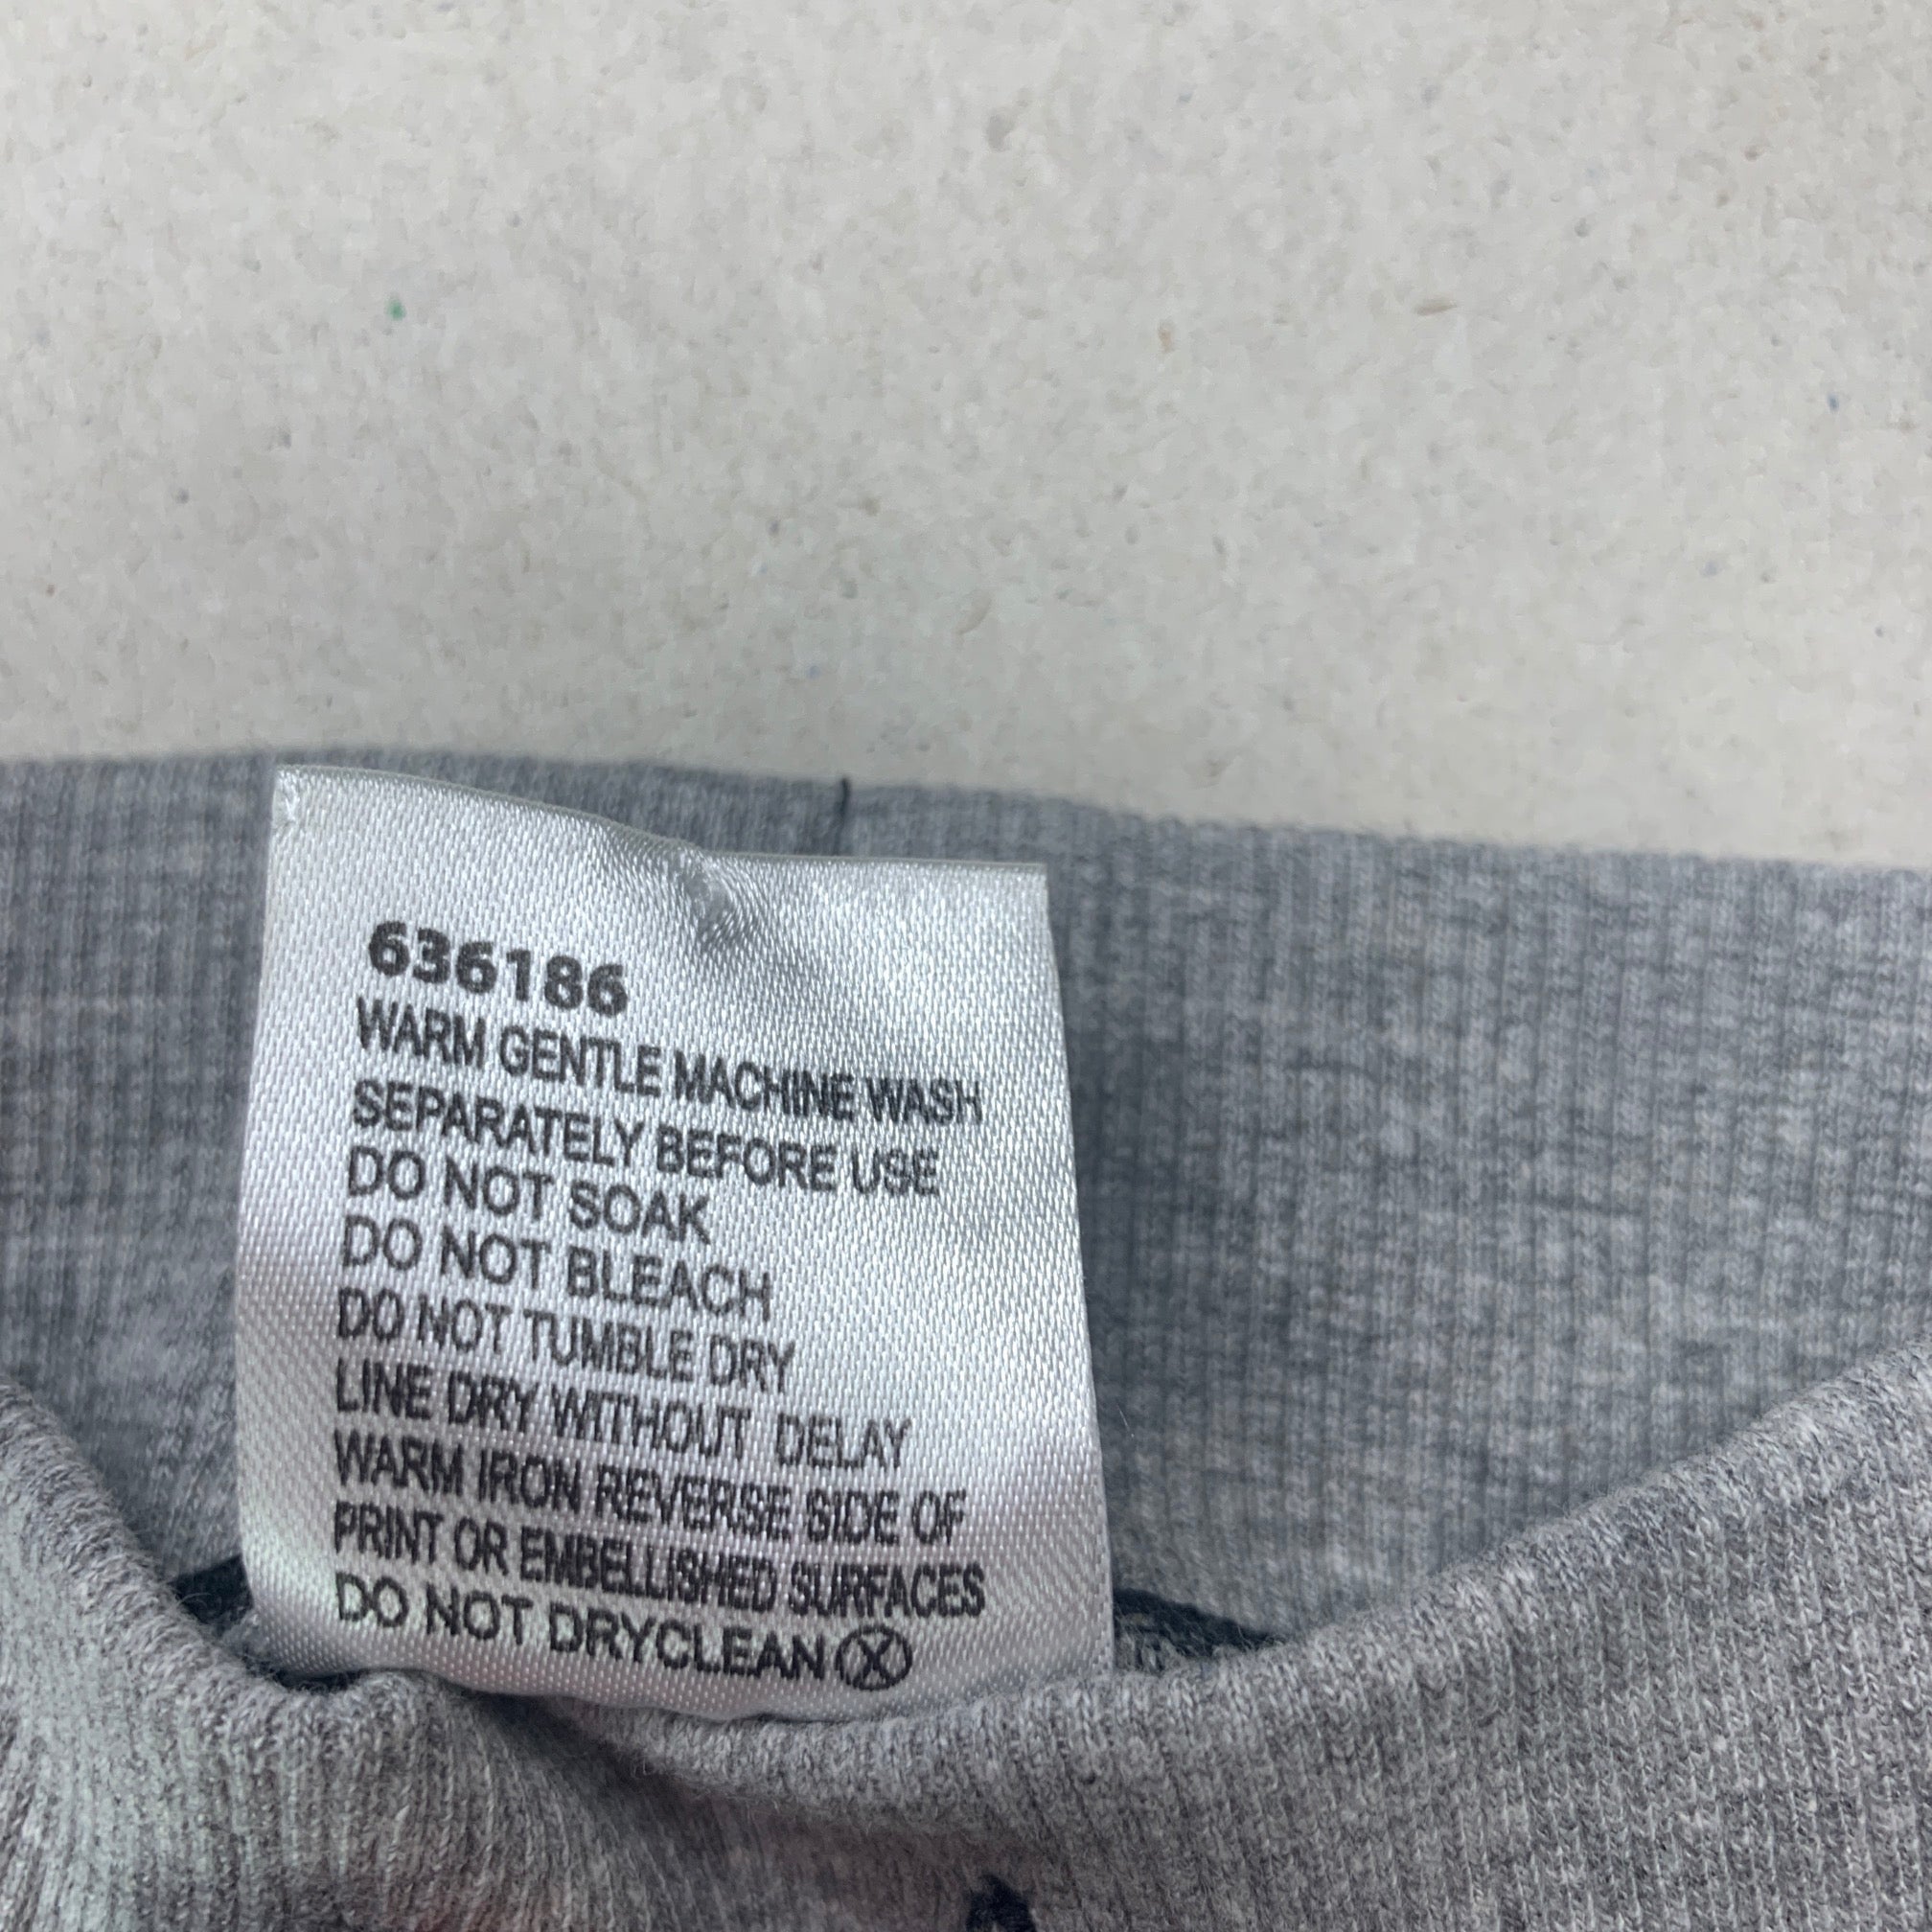 636186
WARM GENTLE MACHINE WASH
SEPARATELY BEFORE USE
DO NOT SOAK
DO NOT BLEACH
DO NOT TUMBLE DRY
LINE DRY WITHOUT DELAY
WARM IRON REVERSE SIDE OF
PRINT OR EMBELLISHED SURFACES
DO NOT DRYCLEAN Ⓧ